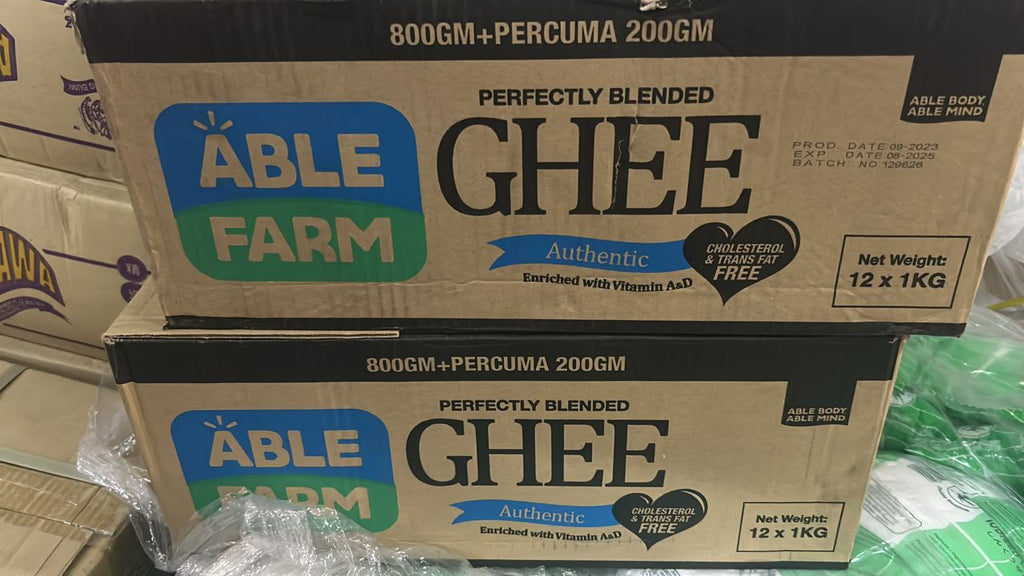 800GM+PERCUMA 200GM
ABLE FARM
PERFECTLY BLENDED
GHEE
Authentic
Enriched with Vitamin A&D
CHOLESTEROL
& TRANS FAT
FREE
ABLE BODY,
ABLE MIND
PROD. DATE:09-2023
EXP. DATE:08-2025
BATCH NO.129626
Net Weight:
12 x 1KG
800GM+PERCUMA 200GM
ABLE FARM
PERFECTLY BLENDED
GHEE
Authentic
Enriched with Vitamin A&D
CHOLESTEROL
& TRANS FAT
FREE
ABLE BODY,
ABLE MIND
Net Weight:
12 x 1KG